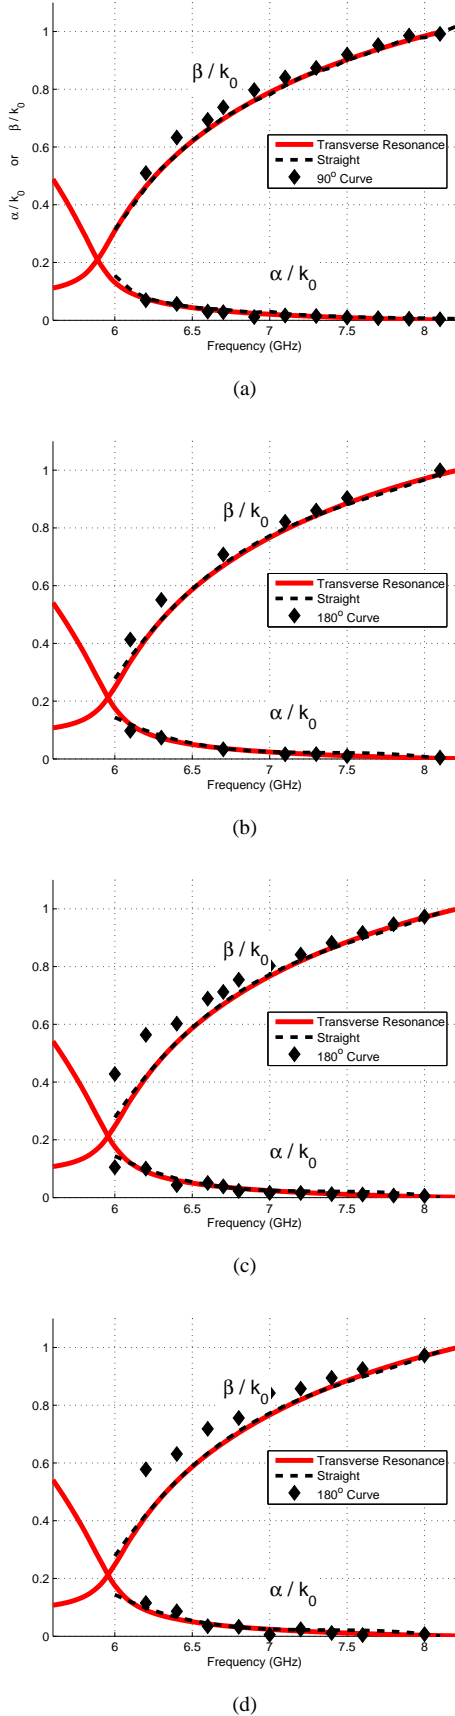 1
0.8
0.6
0.4
0.2
0
α / k0 or β / k0
β / k0
Transverse Resonance
Straight
90o Curve
α / k0
6 6.5 7 7.5 8
Frequency (GHz)
(a)
1
0.8
0.6
0.4
0.2
0
β / k0
Transverse Resonance
Straight
180o Curve
α / k0
6 6.5 7 7.5 8
Frequency (GHz)
(b)
1
0.8
0.6
0.4
0.2
0
β / k0
Transverse Resonance
Straight
180o Curve
α / k0
6 6.5 7 7.5 8
Frequency (GHz)
(c)
1
0.8
0.6
0.4
0.2
0
β / k0
Transverse Resonance
Straight
180o Curve
α / k0
6 6.5 7 7.5 8
Frequency (GHz)
(d)